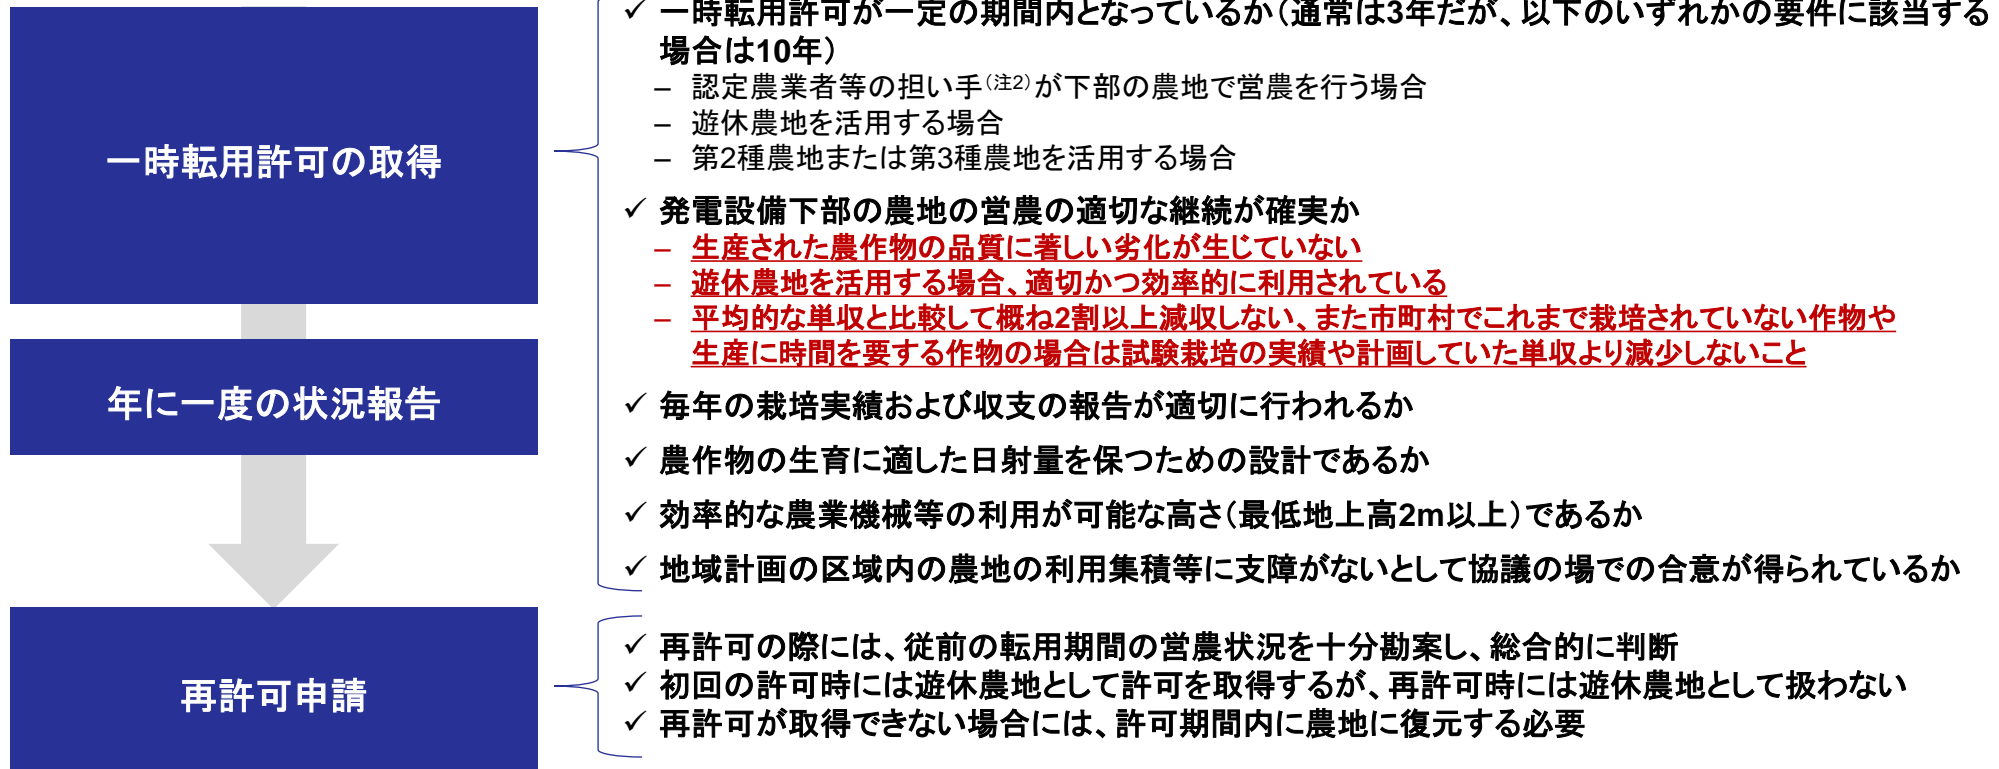 ✓ 一時転用許可が一定の期間内となっているか（通常は3年だが、以下のいずれかの要件に該当する
場合は10年）
– 認定農業者等の担い手（注2）が下部の農地で営農を行う場合
– 遊休農地を活用する場合
– 第2種農地または第3種農地を活用する場合
一時転用許可の取得
✓ 発電設備下部の農地の営農の適切な継続が確実か
– 生産された農作物の品質に著しい劣化が生じていない
– 遊休農地を活用する場合、適切かつ効率的に利用されている
– 平均的な単収と比較して概ね2割以上減収しない、また市町村でこれまで栽培されていない作物や
生産に時間を要する作物の場合は試験栽培の実績や計画していた単収より減少しないこと
年に一度の状況報告
✓ 毎年の栽培実績および収支の報告が適切に行われるか
✓ 農作物の生育に適した日射量を保つための設計であるか
✓ 効率的な農業機械等の利用が可能な高さ（最低地上高2m以上）であるか
✓ 地域計画の区域内の農地の利用集積等に支障がないとして協議の場での合意が得られているか
再許可申請
✓ 再許可の際には、従前の転用期間の営農状況を十分勘案し、総合的に判断
✓ 初回の許可時には遊休農地として許可を取得するが、再許可時には遊休農地として扱わない
✓ 再許可が取得できない場合には、許可期間内に農地に復元する必要